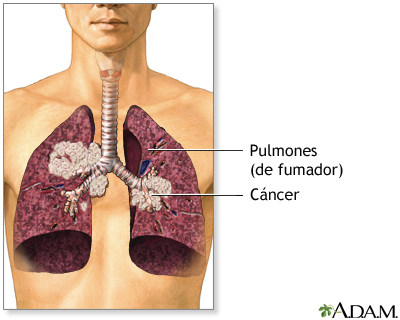 Pulmones
(de fumador)
Cáncer
A.D.A.M.